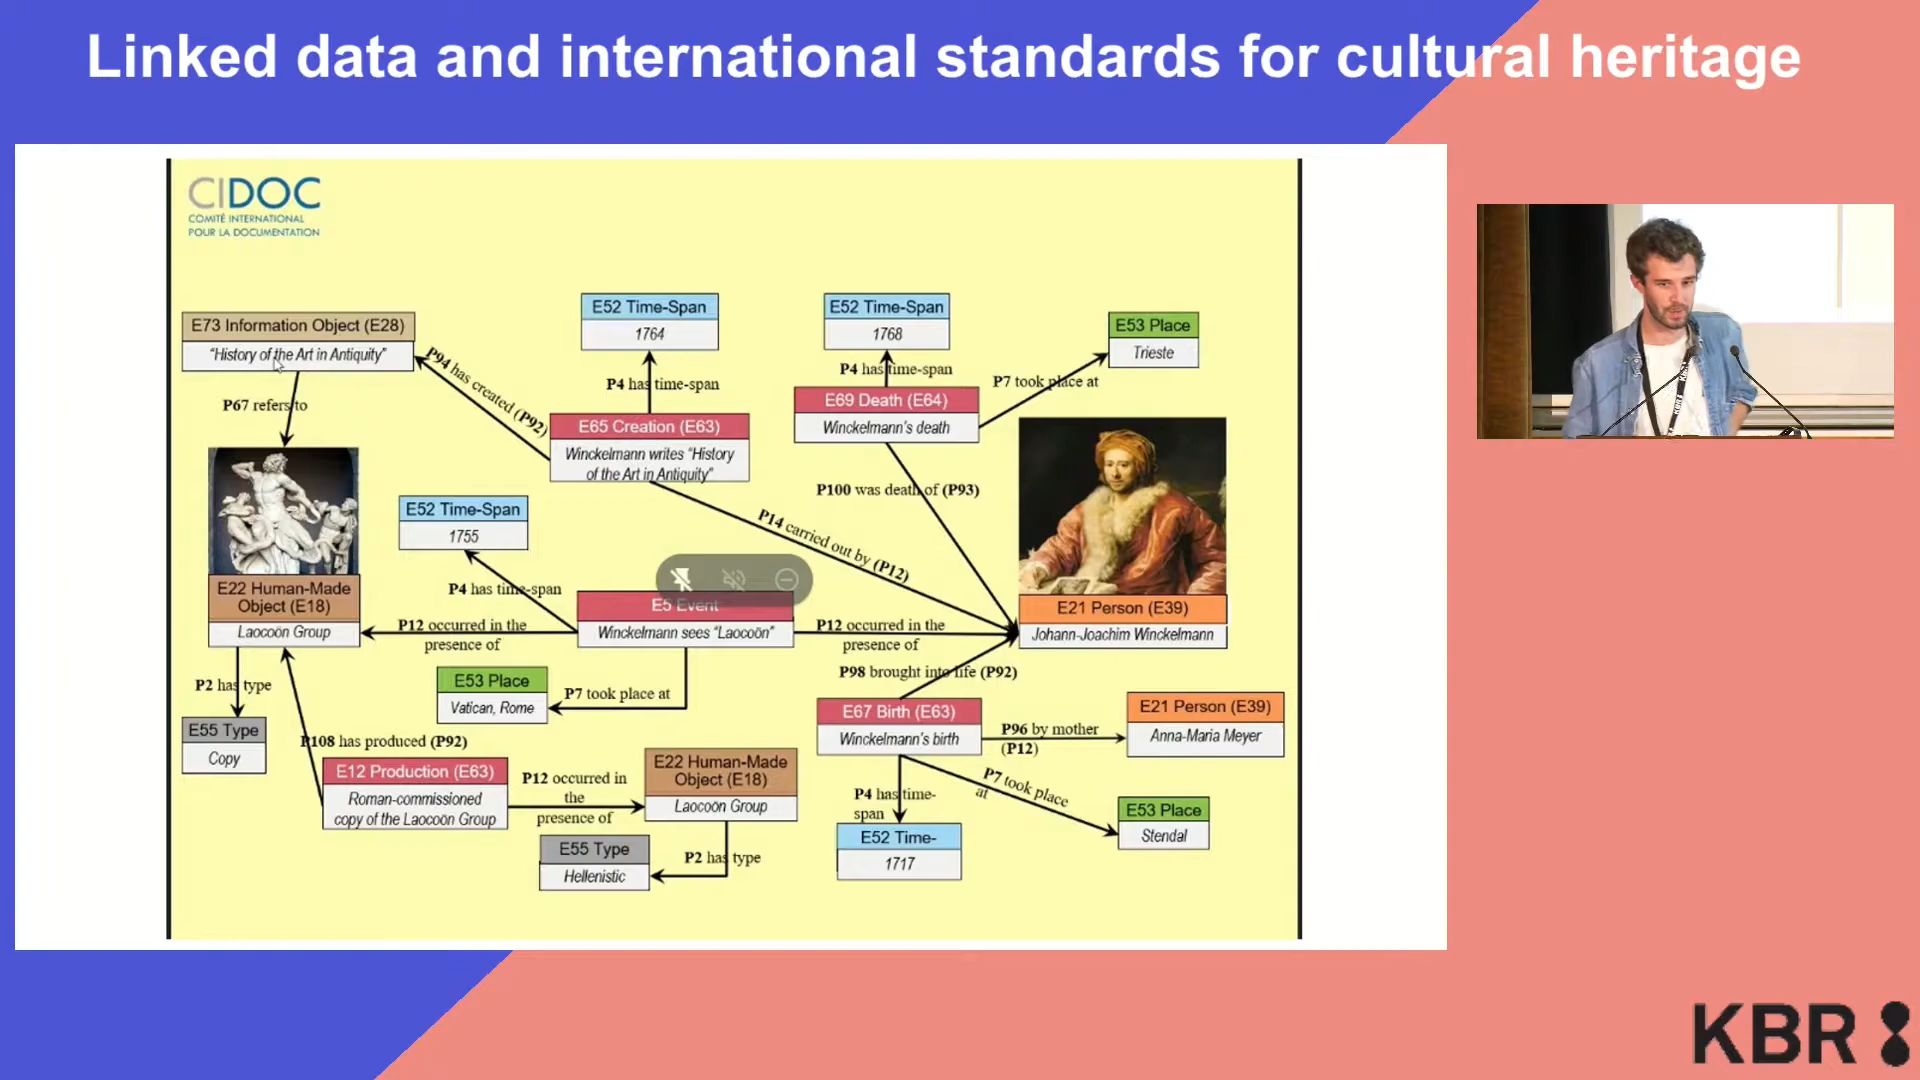 Linked data and international standards for cultural heritage
CIDOC
COMITÉ INTERNATIONAL
POUR LA DOCUMENTATION
E73 Information Object (E28)
"History of the Art in Antiquity"
P67 refers to
P94 has created (P92)
E52 Time-Span
1764
P4 has time-span
E65 Creation (E63)
Winckelmann writes "History
of the Art in Antiquity"
E52 Time-Span
1768
P4 has time-span
E69 Death (E64)
Winckelmann's death
P7 took place at
E53 Place
Trieste
P100 was death of (P93)
P14 carried out by (P12)
E52 Time-Span
1755
P4 has time-span
E22 Human-Made
Object (E18)
Laocoön Group
P12 occurred in the
presence of
E5 Event
Winckelmann sees "Laocoön"
P12 occurred in the
presence of
E21 Person (E39)
Johann-Joachim Winckelmann
P98 brought into life (P92)
P2 has type
E55 Type
Copy
E53 Place
Vatican, Rome
P7 took place at
E67 Birth (E63)
Winckelmann's birth
P96 by mother
(P12)
E21 Person (E39)
Anna-Maria Meyer
P108 has produced (P92)
E12 Production (E63)
Roman-commissioned
copy of the Laocoön Group
P12 occurred in
the
presence of
E22 Human-Made
Object (E18)
Laocoön Group
P2 has type
E55 Type
Hellenistic
P4 has time-
span
E52 Time-
1717
P7 took place
at
E53 Place
Stendal
KBR